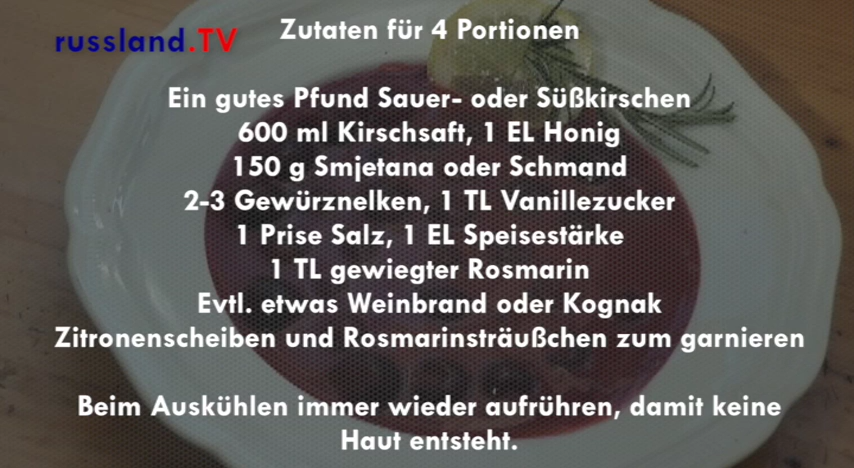 russland.TV
Zutaten für 4 Portionen
Ein gutes Pfund Sauer- oder Süßkirschen
600 ml Kirschsaft, 1 EL Honig
150 g Smjetana oder Schmand
2-3 Gewürznelken, 1 TL Vanillezucker
1 Prise Salz, 1 EL Speisestärke
1 TL gewiegter Rosmarin
Evtl. etwas Weinbrand oder Kognak
Zitronenscheiben und Rosmarinsträußchen zum garnieren
Beim Auskühlen immer wieder aufrühren, damit keine
Haut entsteht.